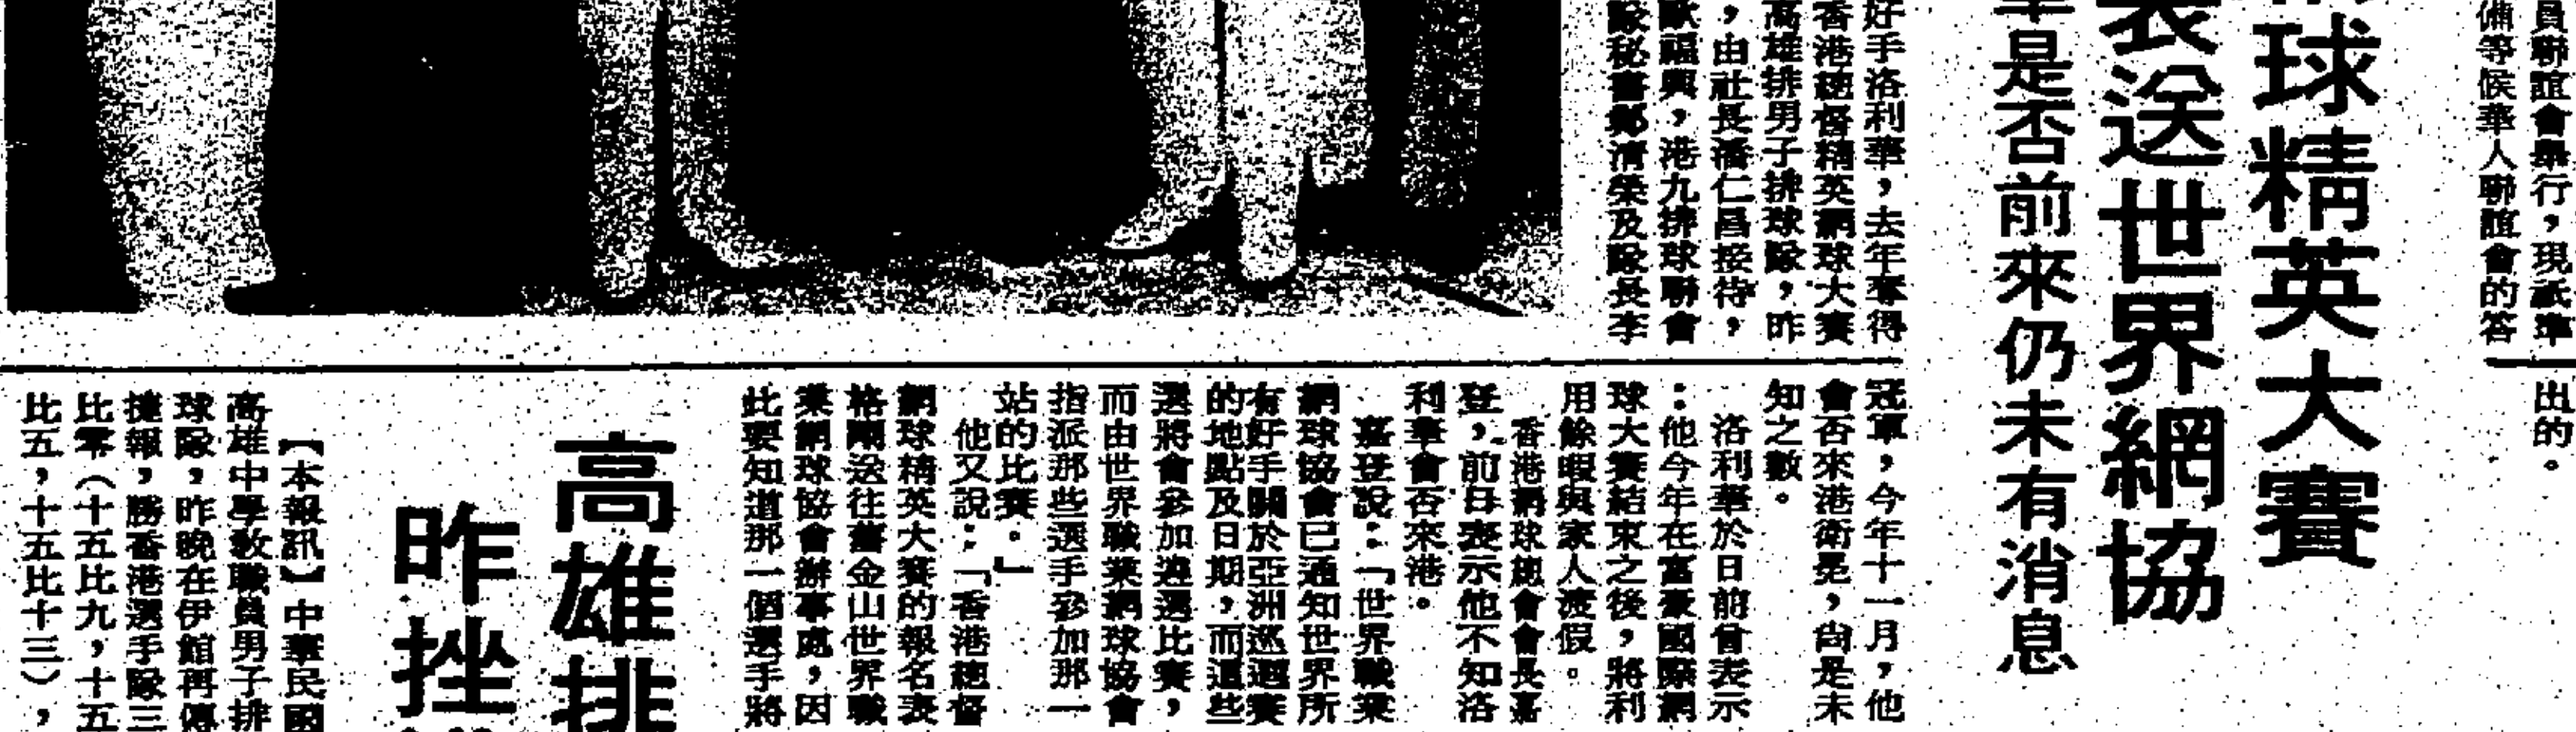 員聯誼會舉行，現祇準
備等候華人聯誼會的答
出的。
球精英大賽
表送世界網協
華是否前來仍未有消息
好手洛利華，去年奪得
香港總督精英網球大賽
冠軍，今年十一月，他
會否來港衛冕，尚是未
知之數。
洛利華於日前曾表示
：他今年在富豪國際網
球大賽結束之後，將利
用餘暇與家人渡假。
香港網球總會會長嘉
登，前日表示他不知洛
利華會否來港。
嘉登說：「世界職業
網球協會已通知世界所
有好手關於亞洲巡迴賽
的地點及日期，而這些
選將會參加選比賽，
而由世界職業網球協會
指派那些選手參加那一
站的比賽。」
他又說：「香港總督
網球精英大賽的報名表
格剛送往舊金山世界職
業網球協會辦事處，因
此要知道那一個選手將
高雄排男子排球隊，昨
，由社長潘仁昌接待，
歐福興，港九排球聯會
隊秘書鄭清榮及隊長李
高雄排
昨挫
【本報訊】中華民國
高雄中學教職員男子排
球隊，昨晚在伊館再傳
捷報，勝香港選手隊三
比零（十五比九，十五
比五，十五比十三），